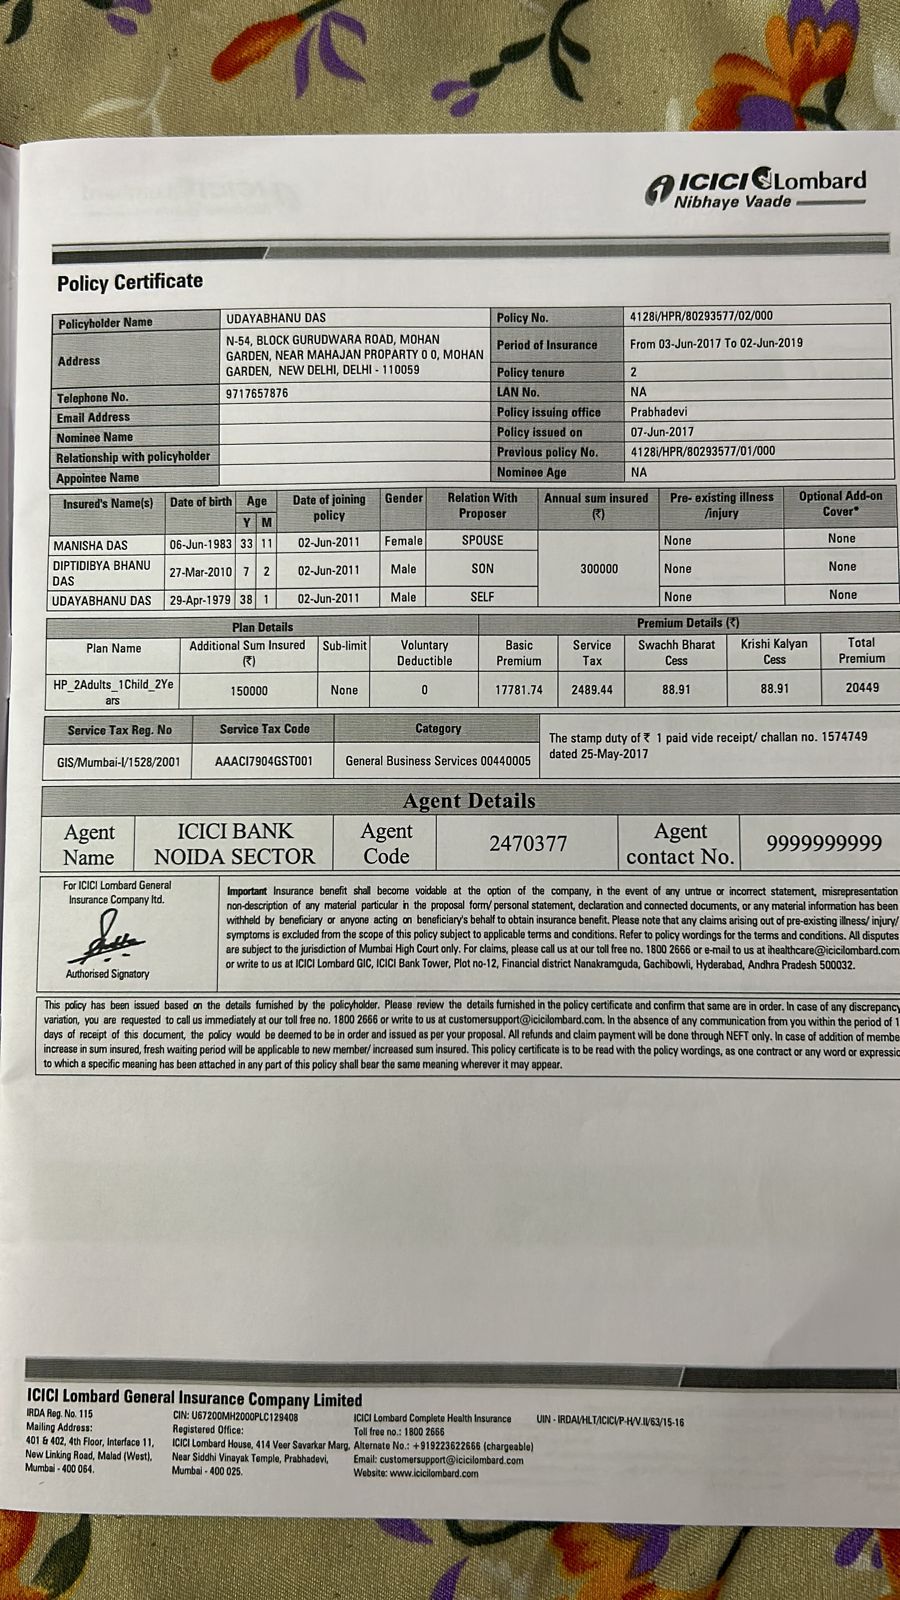 ICICI Lombard
Nibhaye Vaade
Policy Certificate
Policyholder Name UDAYABHANU DAS Policy No. 4128i/HPR/80293577/02/000
Address N-54, BLOCK GURUDWARA ROAD, MOHAN
GARDEN, NEAR MAHAJAN PROPARTY 0 0, MOHAN
GARDEN, NEW DELHI, DELHI - 110059
Period of Insurance From 03-Jun-2017 To 02-Jun-2019
Policy tenure 2
Telephone No. 9717657876 LAN No. NA
Email Address Policy issuing office Prabhadevi
Nominee Name Policy issued on 07-Jun-2017
Relationship with policyholder Previous policy No. 4128i/HPR/80293577/01/000
Appointee Name Nominee Age NA
Insured's Name(s) Date of birth Age Y M Date of joining policy Gender Relation With Proposer Annual sum insured (₹) Pre- existing illness /injury Optional Add-on Cover*
MANISHA DAS 06-Jun-1983 33 11 02-Jun-2011 Female SPOUSE None None
DIPTIDIBYA BHANU DAS 27-Mar-2010 7 2 02-Jun-2011 Male SON 300000 None None
UDAYABHANU DAS 29-Apr-1979 38 1 02-Jun-2011 Male SELF None None
Plan Details Premium Details (₹)
Plan Name Additional Sum Insured (₹) Sub-limit Voluntary Deductible Basic Premium Service Tax Swachh Bharat Cess Krishi Kalyan Cess Total Premium
HP_2Adults_1Child_2Ye
ars 150000 None 0 17781.74 2489.44 88.91 88.91 20449
Service Tax Reg. No Service Tax Code Category
GIS/Mumbai-I/1528/2001 AAACI7904GST001 General Business Services 00440005
The stamp duty of ₹ 1 paid vide receipt/ challan no. 1574749
dated 25-May-2017
Agent Details
Agent Name ICICI BANK NOIDA SECTOR Agent Code 2470377 Agent contact No. 9999999999
For ICICI Lombard General
Insurance Company ltd.
Authorised Signatory
Important Insurance benefit shall become voidable at the option of the company, in the event of any untrue or incorrect statement, misrepresentation
non-description of any material particular in the proposal form/ personal statement, declaration and connected documents, or any material information has been
withheld by beneficiary or anyone acting on beneficiary's behalf to obtain insurance benefit. Please note that any claims arising out of pre-existing illness/ injury/
symptoms is excluded from the scope of this policy subject to applicable terms and conditions. Refer to policy wordings for the terms and conditions. All disputes
are subject to the jurisdiction of Mumbai High Court only. For claims, please call us at our toll free no. 1800 2666 or e-mail to us at ihealthcare@icicilombard.com
or write to us at ICICI Lombard GIC, ICICI Bank Tower, Plot no-12, Financial district Nanakramguda, Gachibowli, Hyderabad, Andhra Pradesh 500032.
This policy has been issued based on the details furnished by the policyholder. Please review the details furnished in the policy certificate and confirm that same are in order. In case of any discrepancy
variation, you are requested to call us immediately at our toll free no. 1800 2666 or write to us at customersupport@icicilombard.com. In the absence of any communication from you within the period of 1
days of receipt of this document, the policy would be deemed to be in order and issued as per your proposal. All refunds and claim payment will be done through NEFT only. In case of addition of membe
increase in sum insured, fresh waiting period will be applicable to new member/ increased sum insured. This policy certificate is to be read with the policy wordings, as one contract or any word or expressio
to which a specific meaning has been attached in any part of this policy shall bear the same meaning wherever it may appear.
ICICI Lombard General Insurance Company Limited
IRDA Reg. No. 115
Mailing Address:
401 & 402, 4th Floor, Interface 11,
New Linking Road, Malad (West),
Mumbai - 400 064.
CIN: U67200MH2000PLC129408
Registered Office:
ICICI Lombard House, 414 Veer Savarkar Marg,
Near Siddhi Vinayak Temple, Prabhadevi,
Mumbai - 400 025.
ICICI Lombard Complete Health Insurance
Toll free no.: 1800 2666
Alternate No.: +919223622666 (chargeable)
Email: customersupport@icicilombard.com
Website: www.icicilombard.com
UIN - IRDAI/HLT/ICICI/P-H/V.II/63/15-16